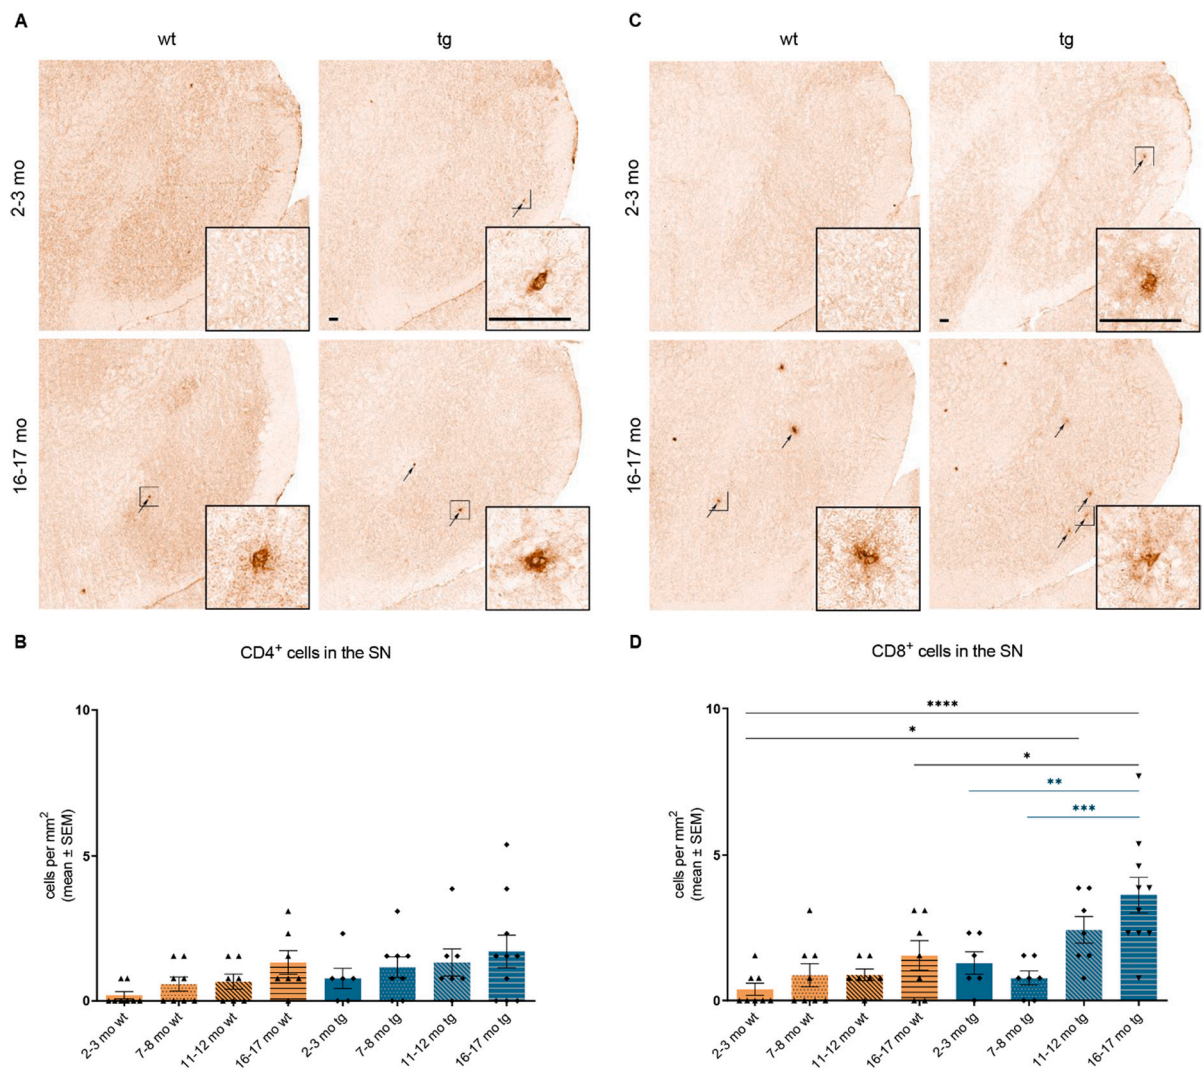 A
wt
tg
2-3 mo
16-17 mo
C
wt
tg
2-3 mo
16-17 mo
B
CD4+ cells in the SN
cells per mm²
(mean ± SEM)
10
5
0
2-3 mo wt
7-8 mo wt
11-12 mo wt
16-17 mo wt
2-3 mo tg
7-8 mo tg
11-12 mo tg
16-17 mo tg
D
CD8+ cells in the SN
cells per mm²
(mean ± SEM)
10
5
0
****
*
*
**
***
2-3 mo wt
7-8 mo wt
11-12 mo wt
16-17 mo wt
2-3 mo tg
7-8 mo tg
11-12 mo tg
16-17 mo tg